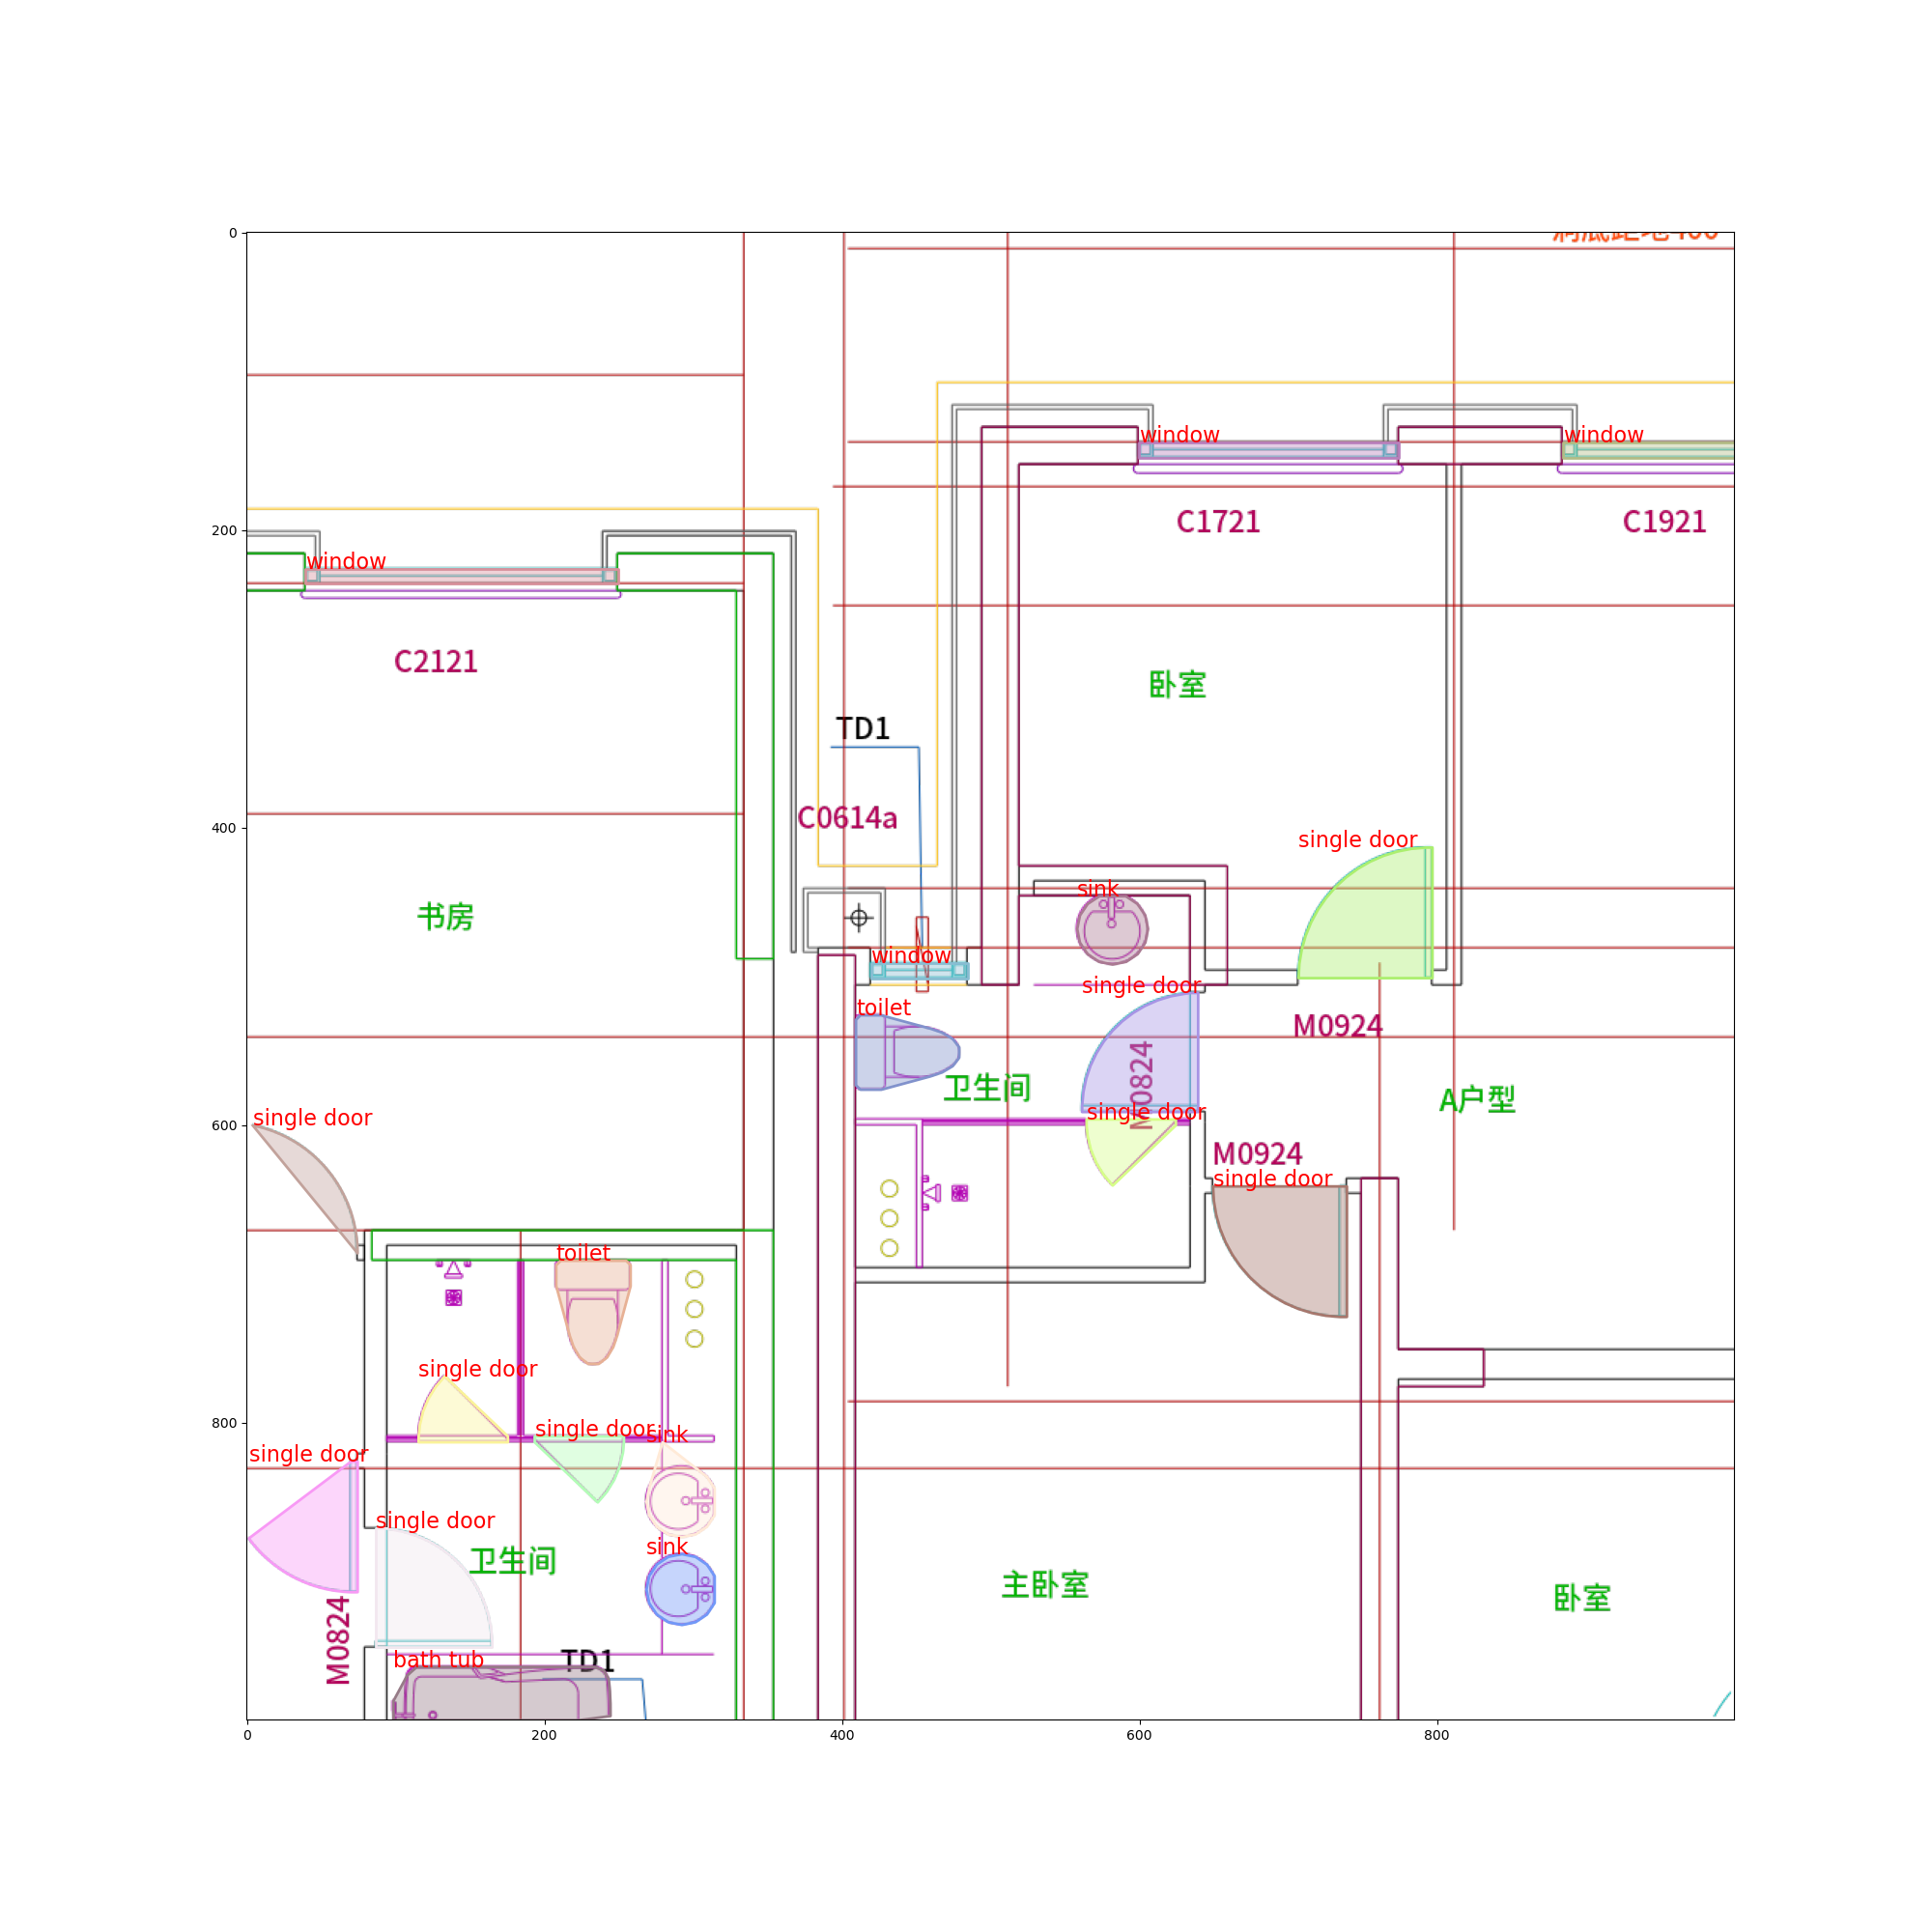 0
window
window
C1721
C1921
200
window
C2121
卧室
TD1
400
C0614a
single door
书房
sink
window
single door
toilet
M0924
M0824
卫生间
A户型
600
single door
single door
M0924
single door
toilet
single door
800
single door
sink
single door
single door
卫生间
sink
主卧室
卧室
M0824
bath tub
TD1
0
200
400
600
800